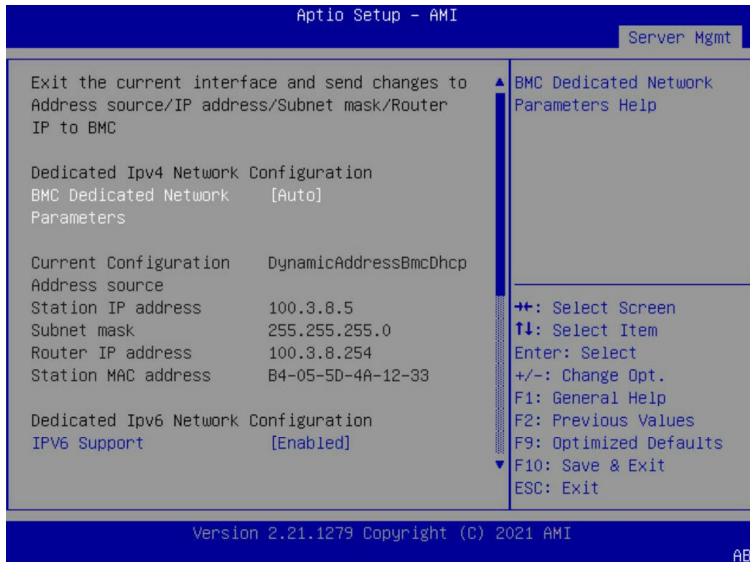 Aptio Setup – AMI
Server Mgmt
Exit the current interface and send changes to
Address source/IP address/Subnet mask/Router
IP to BMC
Dedicated Ipv4 Network Configuration
BMC Dedicated Network [Auto]
Parameters
Current Configuration DynamicAddressBmcDhcp
Address source
Station IP address 100.3.8.5
Subnet mask 255.255.255.0
Router IP address 100.3.8.254
Station MAC address B4-05-5D-4A-12-33
Dedicated Ipv6 Network Configuration
IPV6 Support [Enabled]
BMC Dedicated Network
Parameters Help
→←: Select Screen
↑↓: Select Item
Enter: Select
+/-: Change Opt.
F1: General Help
F2: Previous Values
F9: Optimized Defaults
F10: Save & Exit
ESC: Exit
Version 2.21.1279 Copyright (C) 2021 AMI
AB